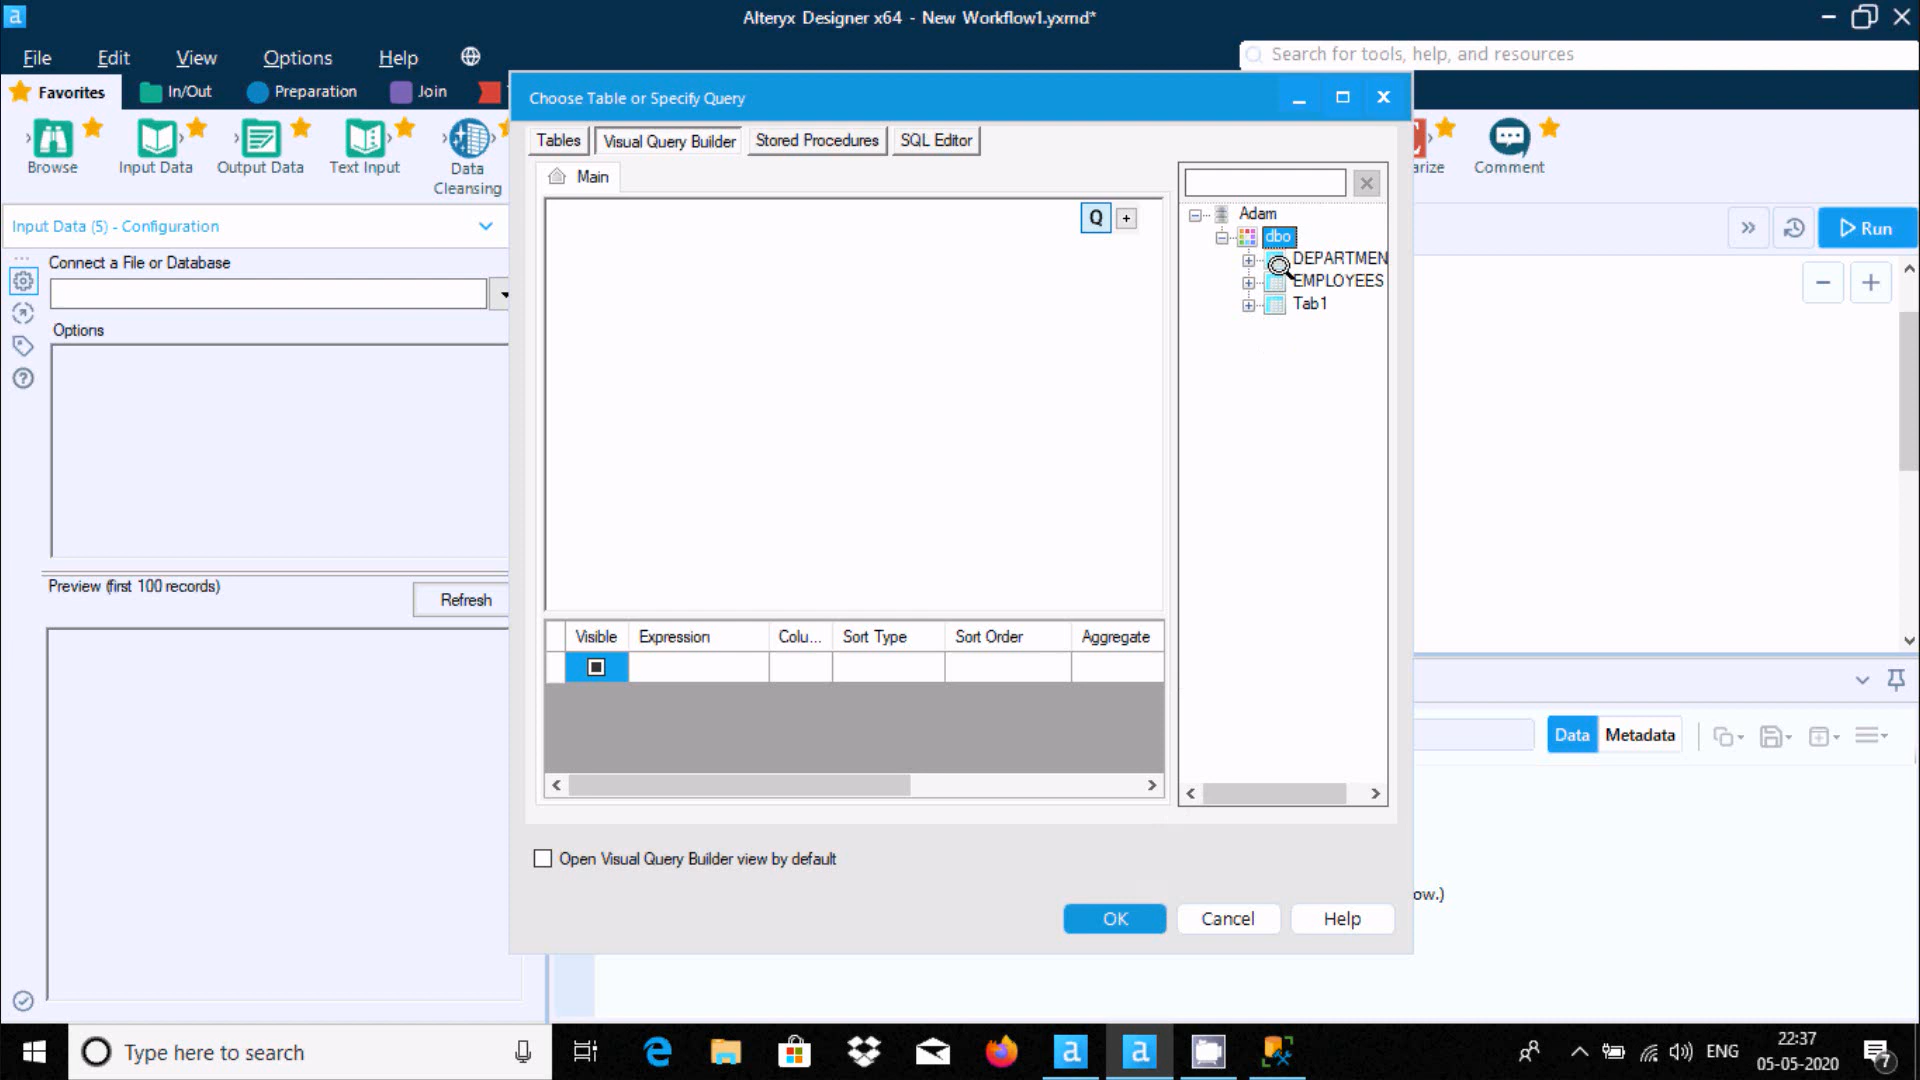 Alteryx Designer x64 - New Workflow1.yxmd*
File
Edit
View
Options
Help
Search for tools, help, and resources
Favorites
In/Out
Preparation
Join
Browse
Input Data
Output Data
Text Input
Data
Cleansing
arize
Comment
Input Data (5) - Configuration
Connect a File or Database
Options
Preview (first 100 records)
Refresh
Choose Table or Specify Query
Tables
Visual Query Builder
Stored Procedures
SQL Editor
Main
Q
+
Adam
dbo
DEPARTMEN
EMPLOYEES
Tab1
Visible
Expression
Colu...
Sort Type
Sort Order
Aggregate
Open Visual Query Builder view by default
OK
Cancel
Help
Run
Data
Metadata
ow.)
Type here to search
ENG
22:37
05-05-2020
7